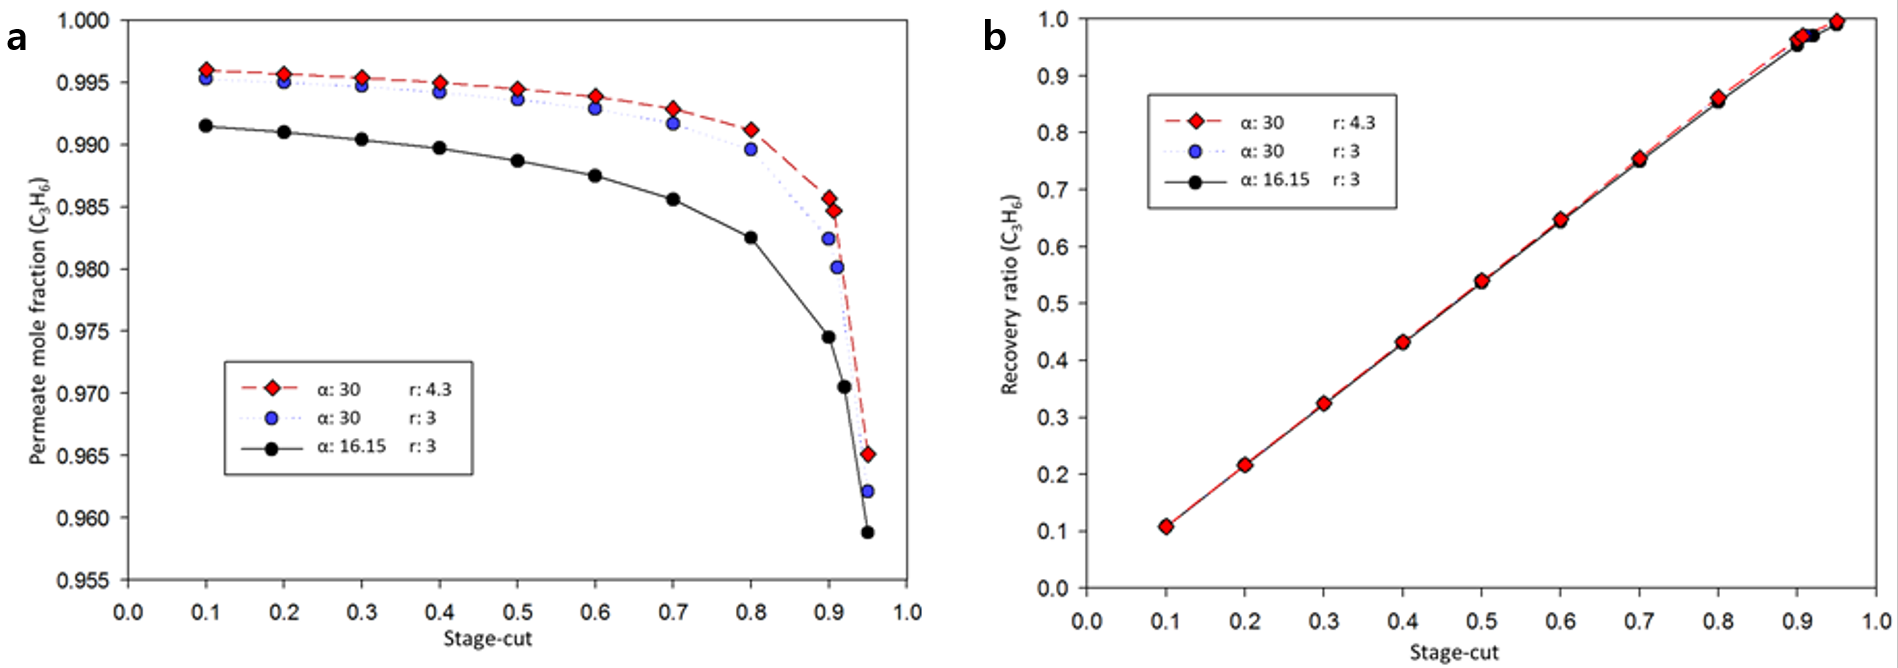 a
1.000
0.995
0.990
0.985
0.980
0.975
0.970
0.965
0.960
0.955
Permeate mole fraction (C₃H₆)
α: 30 r: 4.3
α: 30 r: 3
α: 16.15 r: 3
0.0 0.1 0.2 0.3 0.4 0.5 0.6 0.7 0.8 0.9 1.0
Stage-cut
b
1.0
0.9
0.8
0.7
0.6
0.5
0.4
0.3
0.2
0.1
0.0
Recovery ratio (C₃H₆)
α: 30 r: 4.3
α: 30 r: 3
α: 16.15 r: 3
0.0 0.1 0.2 0.3 0.4 0.5 0.6 0.7 0.8 0.9 1.0
Stage-cut